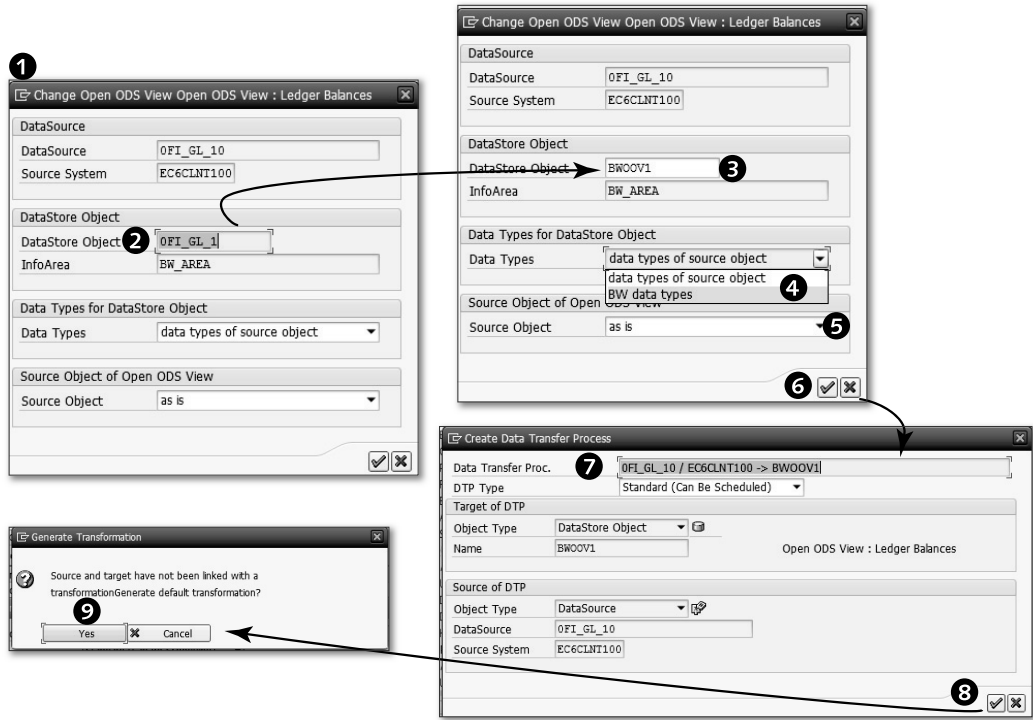 1
Change Open ODS View Open ODS View : Ledger Balances
DataSource
DataSource 0FI_GL_10
Source System EC6CLNT100
DataStore Object
DataStore Object 2 0FI_GL_1
InfoArea BW_AREA
Data Types for DataStore Object
Data Types data types of source object
Source Object of Open ODS View
Source Object as is
Change Open ODS View Open ODS View : Ledger Balances
DataSource
DataSource 0FI_GL_10
Source System EC6CLNT100
DataStore Object
DataStore Object BWOOV1 3
InfoArea BW_AREA
Data Types for DataStore Object
Data Types data types of source object
data types of source object
BW data types 4
Source Object of Open ODS View
Source Object as is 5
6
Create Data Transfer Process
Data Transfer Proc. 7 0FI_GL_10 / EC6CLNT100 -> BWOOV1
DTP Type Standard (Can Be Scheduled)
Target of DTP
Object Type DataStore Object
Name BWOOV1 Open ODS View : Ledger Balances
Source of DTP
Object Type DataSource
DataSource 0FI_GL_10
Source System EC6CLNT100
8
Generate Transformation
Source and target have not been linked with a
transformationGenerate default transformation?
9
Yes Cancel